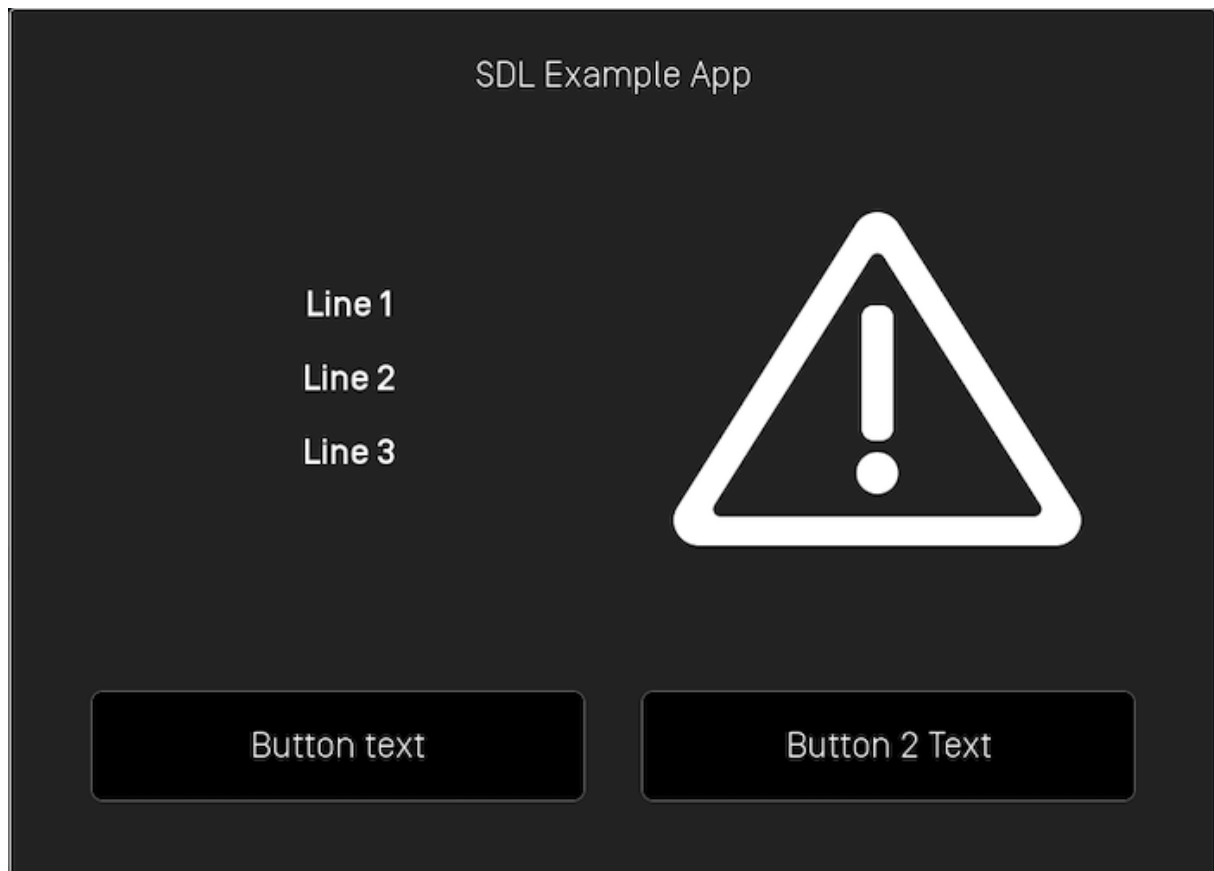 SDL Example App
Line 1
Line 2
Line 3
Button text
Button 2 Text